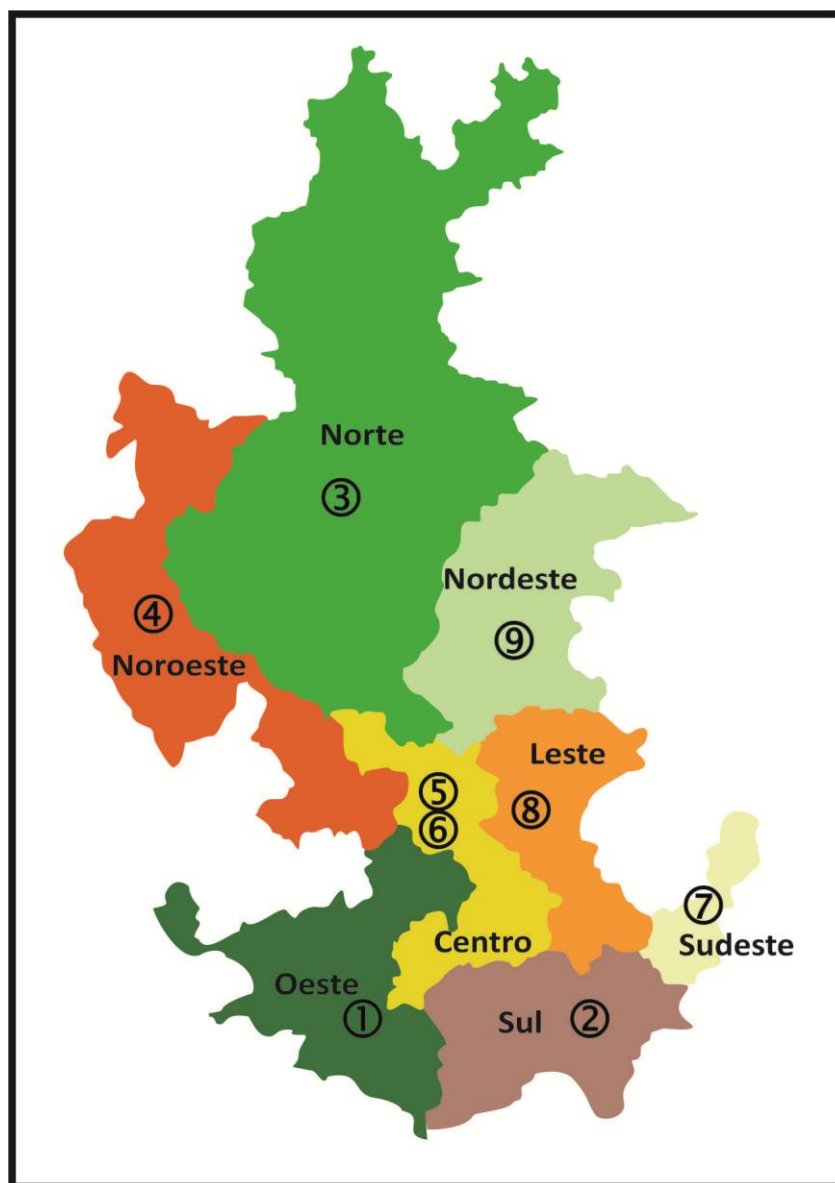 Norte
③
Nordeste
④
⑨
Noroeste
Leste
⑤
⑧
⑥
⑦
Centro
Sudeste
Oeste
①
Sul ②